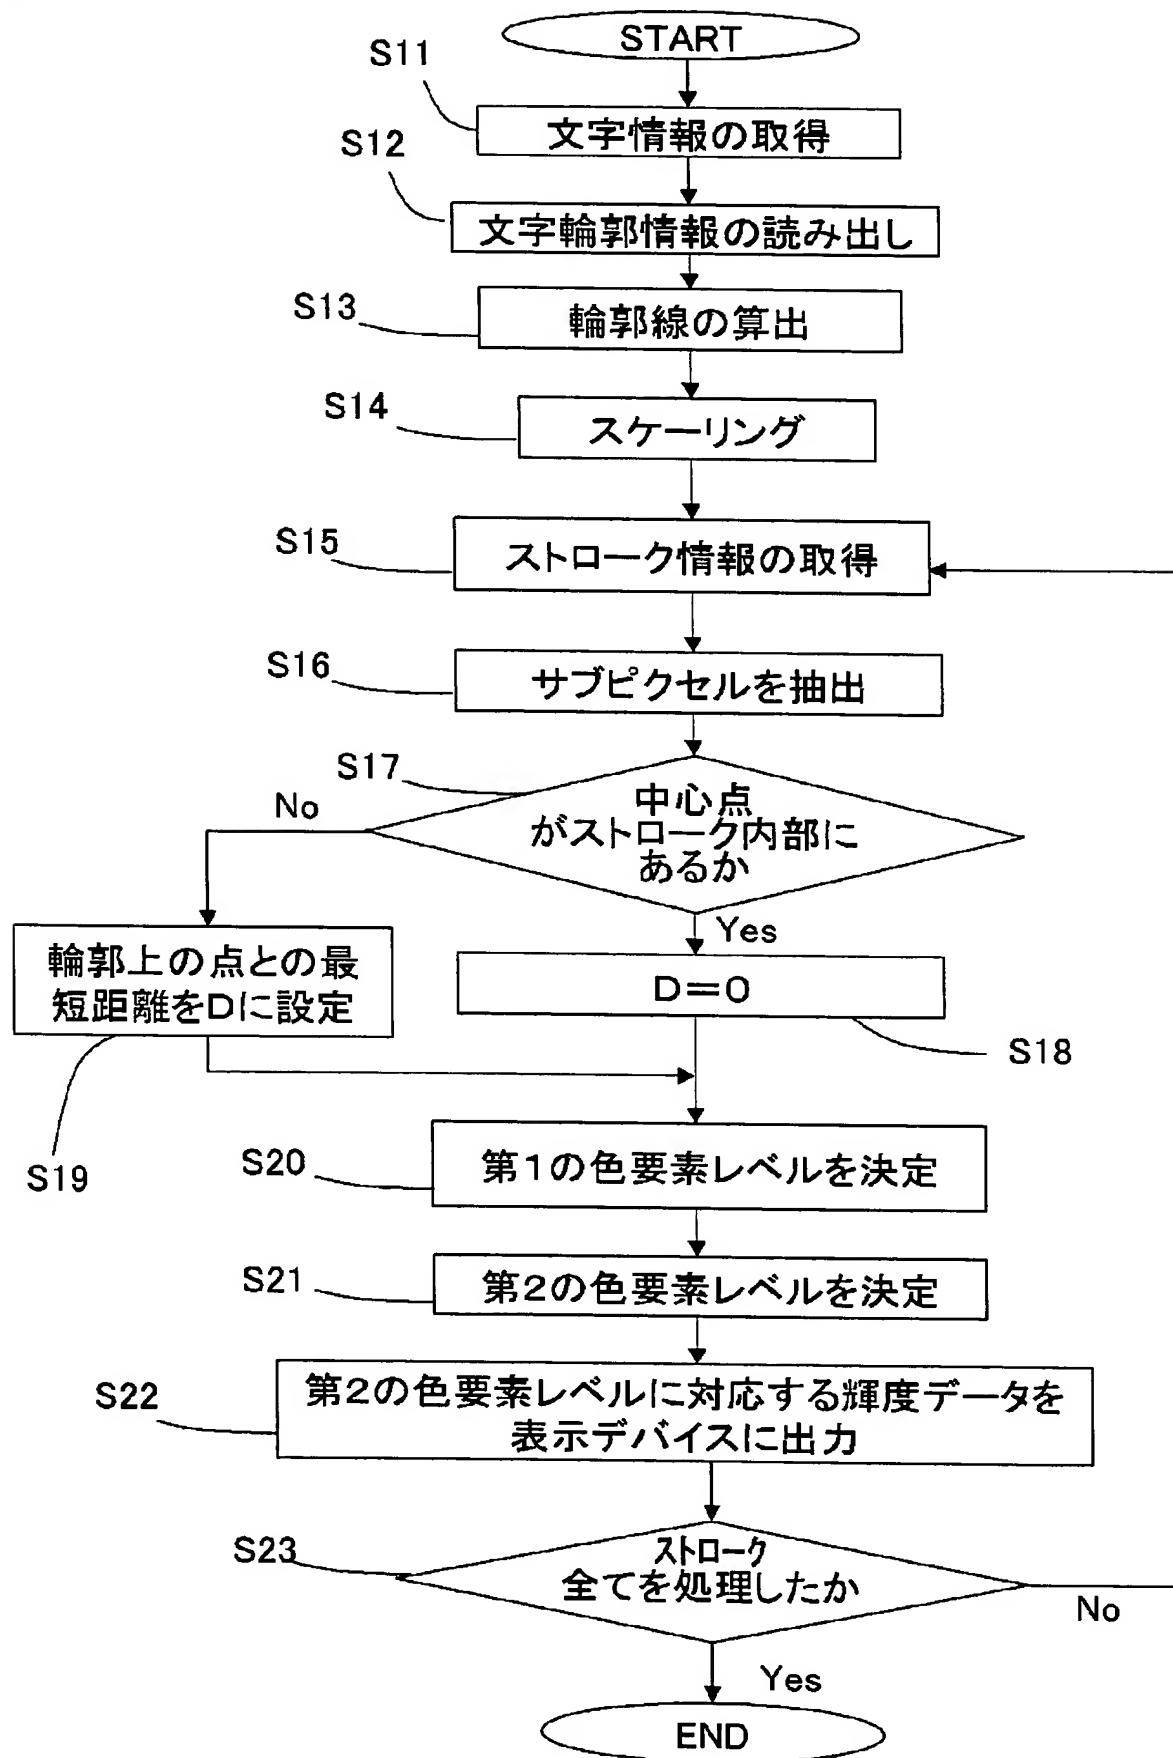 START
S11
文字情報の取得
S12
文字輪郭情報の読み出し
S13
輪郭線の算出
S14
スケーリング
S15
ストローク情報の取得
S16
サブピクセルを抽出
S17
中心点
がストローク内部に
あるか
No
Yes
輪郭上の点との最
短距離をDに設定
D=0
S18
S19
S20
第1の色要素レベルを決定
S21
第2の色要素レベルを決定
S22
第2の色要素レベルに対応する輝度データを
表示デバイスに出力
S23
ストローク
全てを処理したか
No
Yes
END